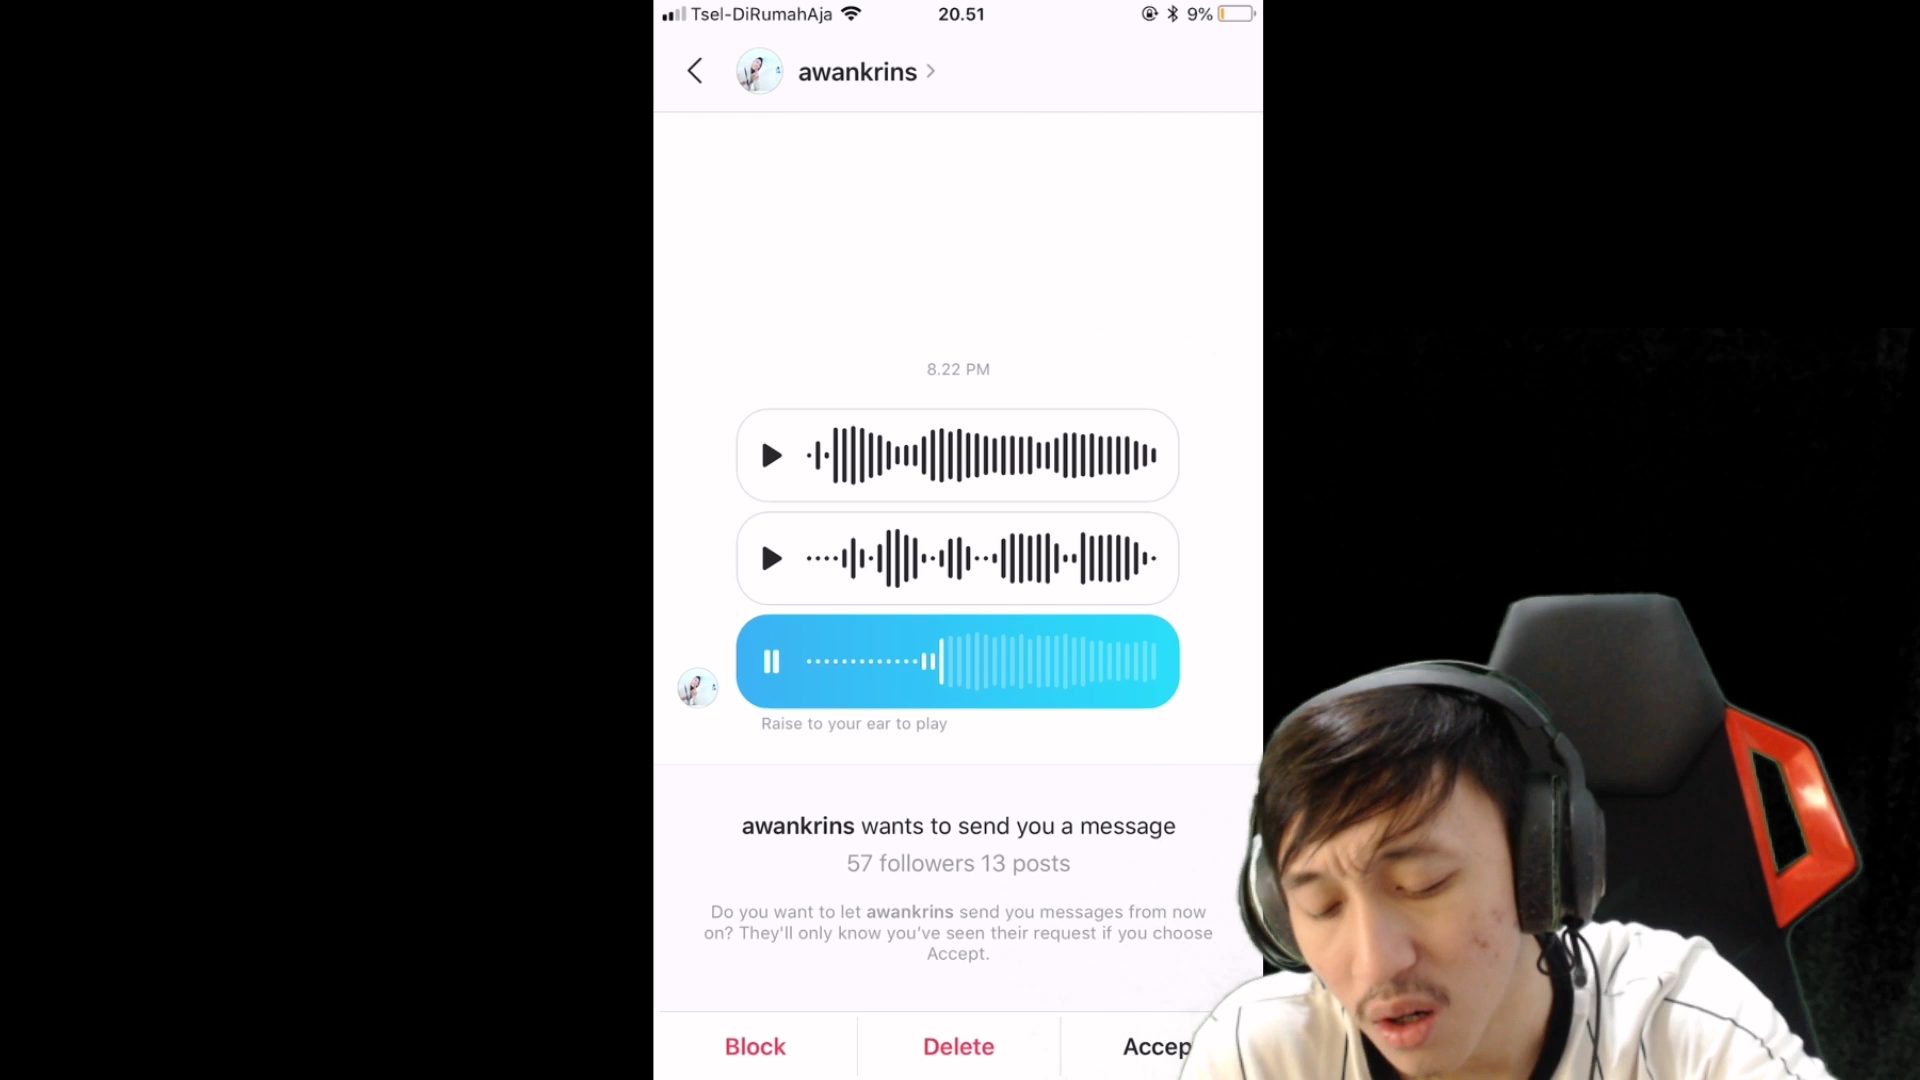 Tsel-DiRumahAja 20.51 9%
awankrins
8.22 PM
Raise to your ear to play
awankrins wants to send you a message
57 followers 13 posts
Do you want to let awankrins send you messages from now
on? They'll only know you've seen their request if you choose
Accept.
Block Delete Accep